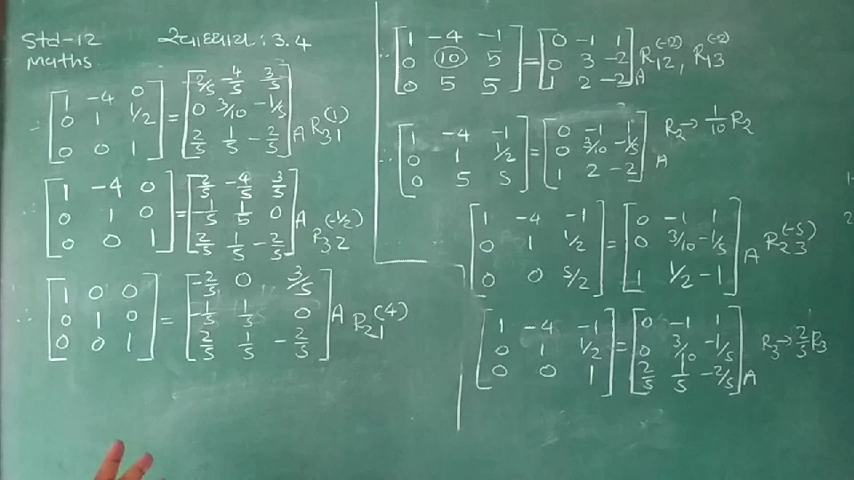 Std-12 સ્વાધ્યાય : 3.4
Maths.
∴ [1 -4 -1; 0 10 5; 0 5 5] = [0 -1 1; 0 3 -2; 1 2 -2] A R12(-2), R13(-2)
∴ [1 -4 -1; 0 1 1/2; 0 5 5] = [0 -1 1; 0 3/10 -1/5; 1 2 -2] A R2→1/10 R2
[1 -4 -1; 0 1 1/2; 0 0 5/2] = [0 -1 1; 0 3/10 -1/5; 1 1/2 -1] A R23(-5)
[1 -4 -1; 0 1 1/2; 0 0 1] = [0 -1 1; 0 3/10 -1/5; 2/5 1/5 -2/5] A R3→2/5 R3
∴ [1 -4 0; 0 1 1/2; 0 0 1] = [2/5 -4/5 3/5; 0 3/10 -1/5; 2/5 1/5 -2/5] A R31(1)
∴ [1 -4 0; 0 1 0; 0 0 1] = [2/5 -4/5 3/5; -1/5 1/5 0; 2/5 1/5 -2/5] A R32(-1/2)
∴ [1 0 0; 0 1 0; 0 0 1] = [-2/5 0 3/5; -1/5 1/5 0; 2/5 1/5 -2/5] A R21(4)